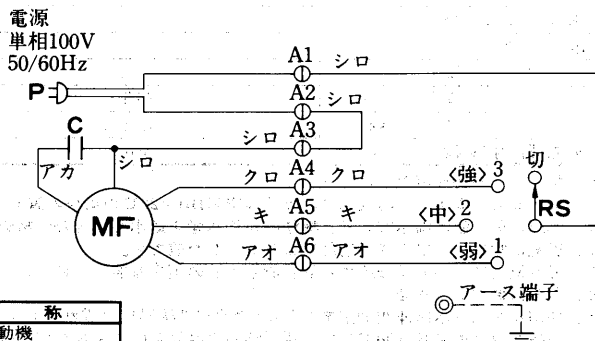 電源
単相100V
50/60Hz
P
A1 シロ
A2 シロ
C
シロ A3
アカ シロ
クロ A4 クロ 〈強〉 3
切
MF
キ A5 キ 〈中〉 2
RS
アオ A6 アオ 〈弱〉 1
アース端子
称
動機